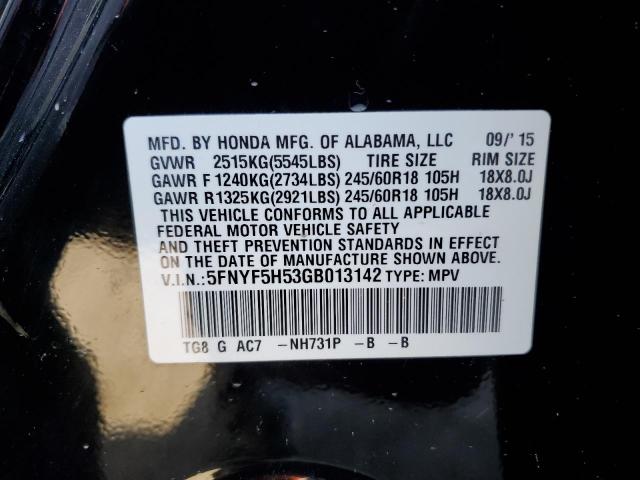 MFD. BY HONDA MFG. OF ALABAMA, LLC 09/'15
GVWR 2515KG(5545LBS) TIRE SIZE RIM SIZE
GAWR F 1240KG(2734LBS) 245/60R18 105H 18X8.0J
GAWR R1325KG(2921LBS) 245/60R18 105H 18X8.0J
THIS VEHICLE CONFORMS TO ALL APPLICABLE
FEDERAL MOTOR VEHICLE SAFETY
AND THEFT PREVENTION STANDARDS IN EFFECT
ON THE DATE OF MANUFACTURE SHOWN ABOVE.
V.I.N.:5FNYF5H53GB013142 TYPE: MPV
TG8 G AC7 -NH731P -B -B